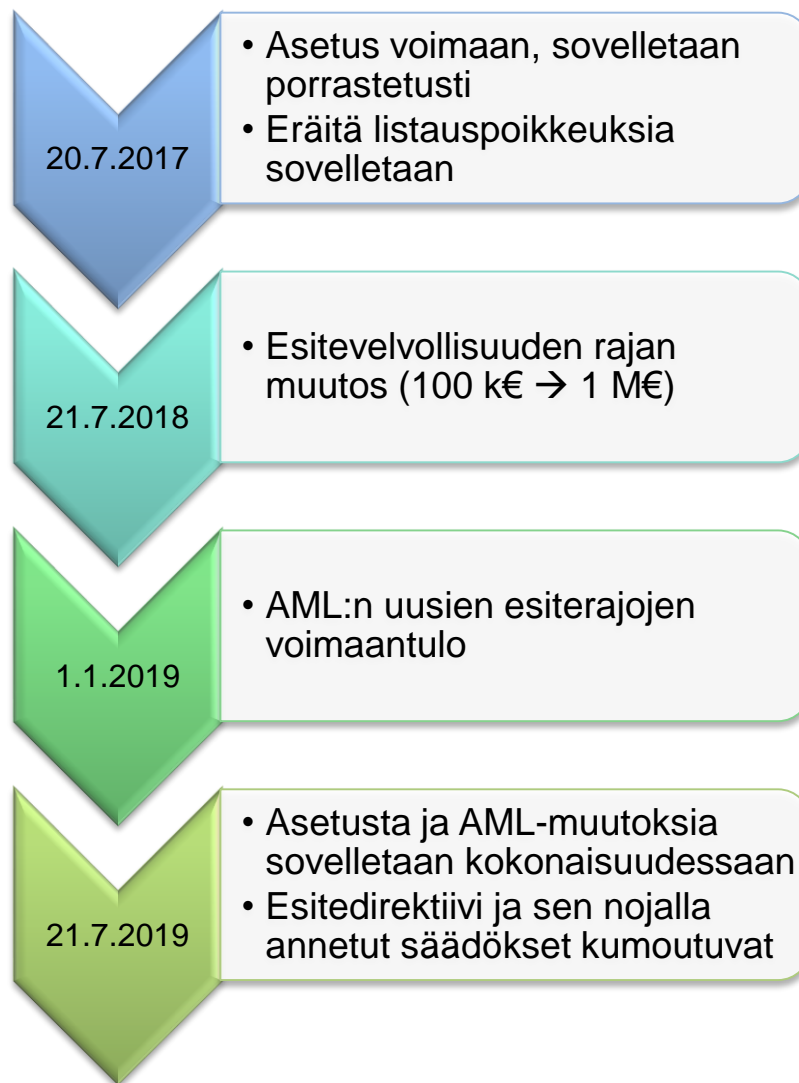 20.7.2017
• Asetus voimaan, sovelletaan
porrastetusti
• Eräitä listauspoikkeuksia
sovelletaan
21.7.2018
• Esitevelvollisuuden rajan
muutos (100 k€ → 1 M€)
1.1.2019
• AML:n uusien esiterajojen
voimaantulo
21.7.2019
• Asetusta ja AML-muutoksia
sovelletaan kokonaisuudessaan
• Esitedirektiivi ja sen nojalla
annetut säädökset kumoutuvat